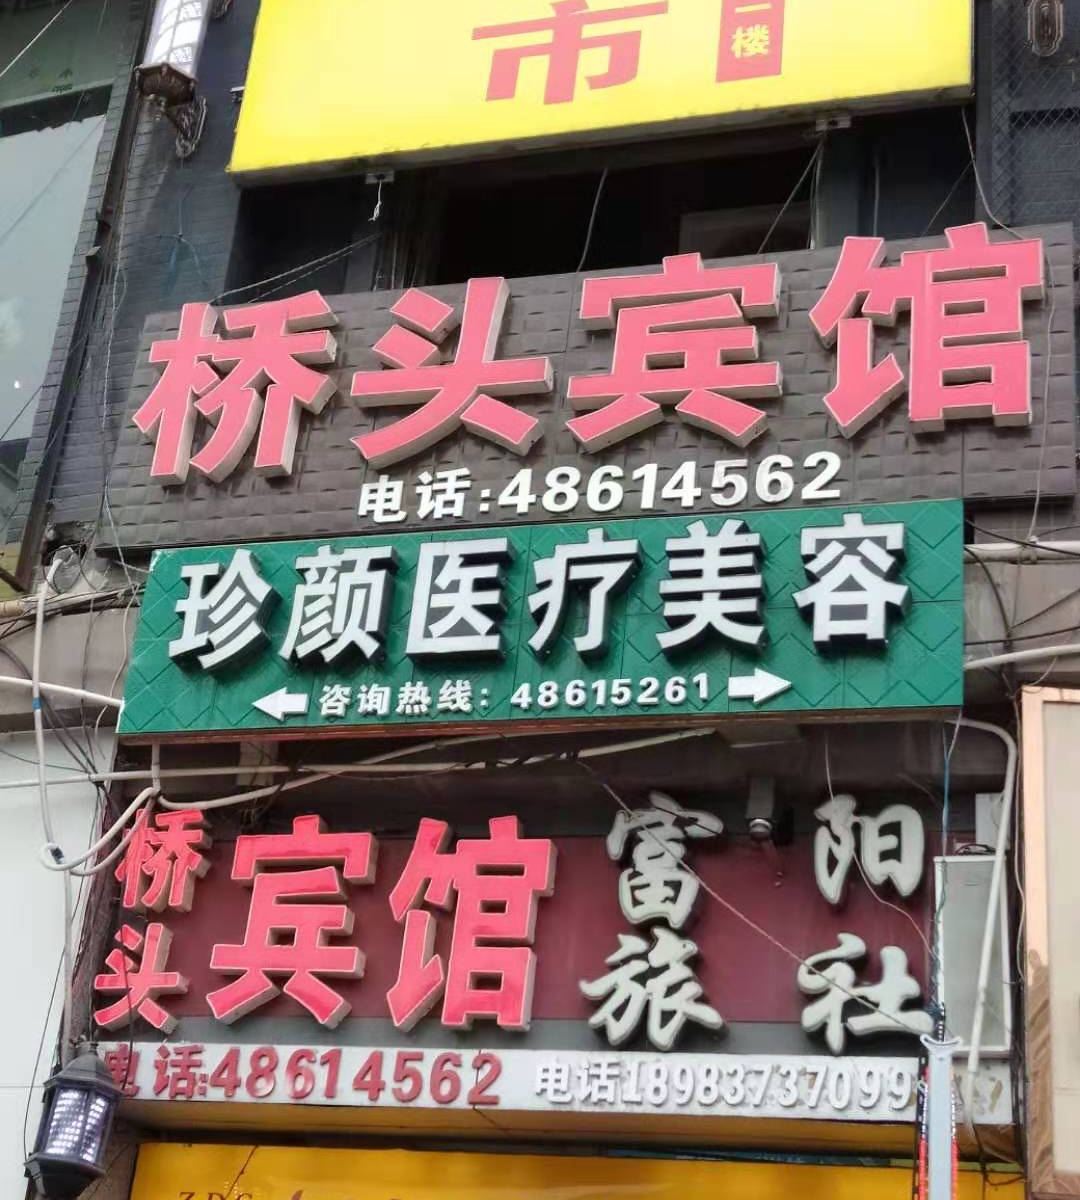 市 一楼
桥头宾馆
电话:48614562
珍颜医疗美容
咨询热线:48615261
桥头宾馆
富阳旅社
电话:48614562
电话18983737099